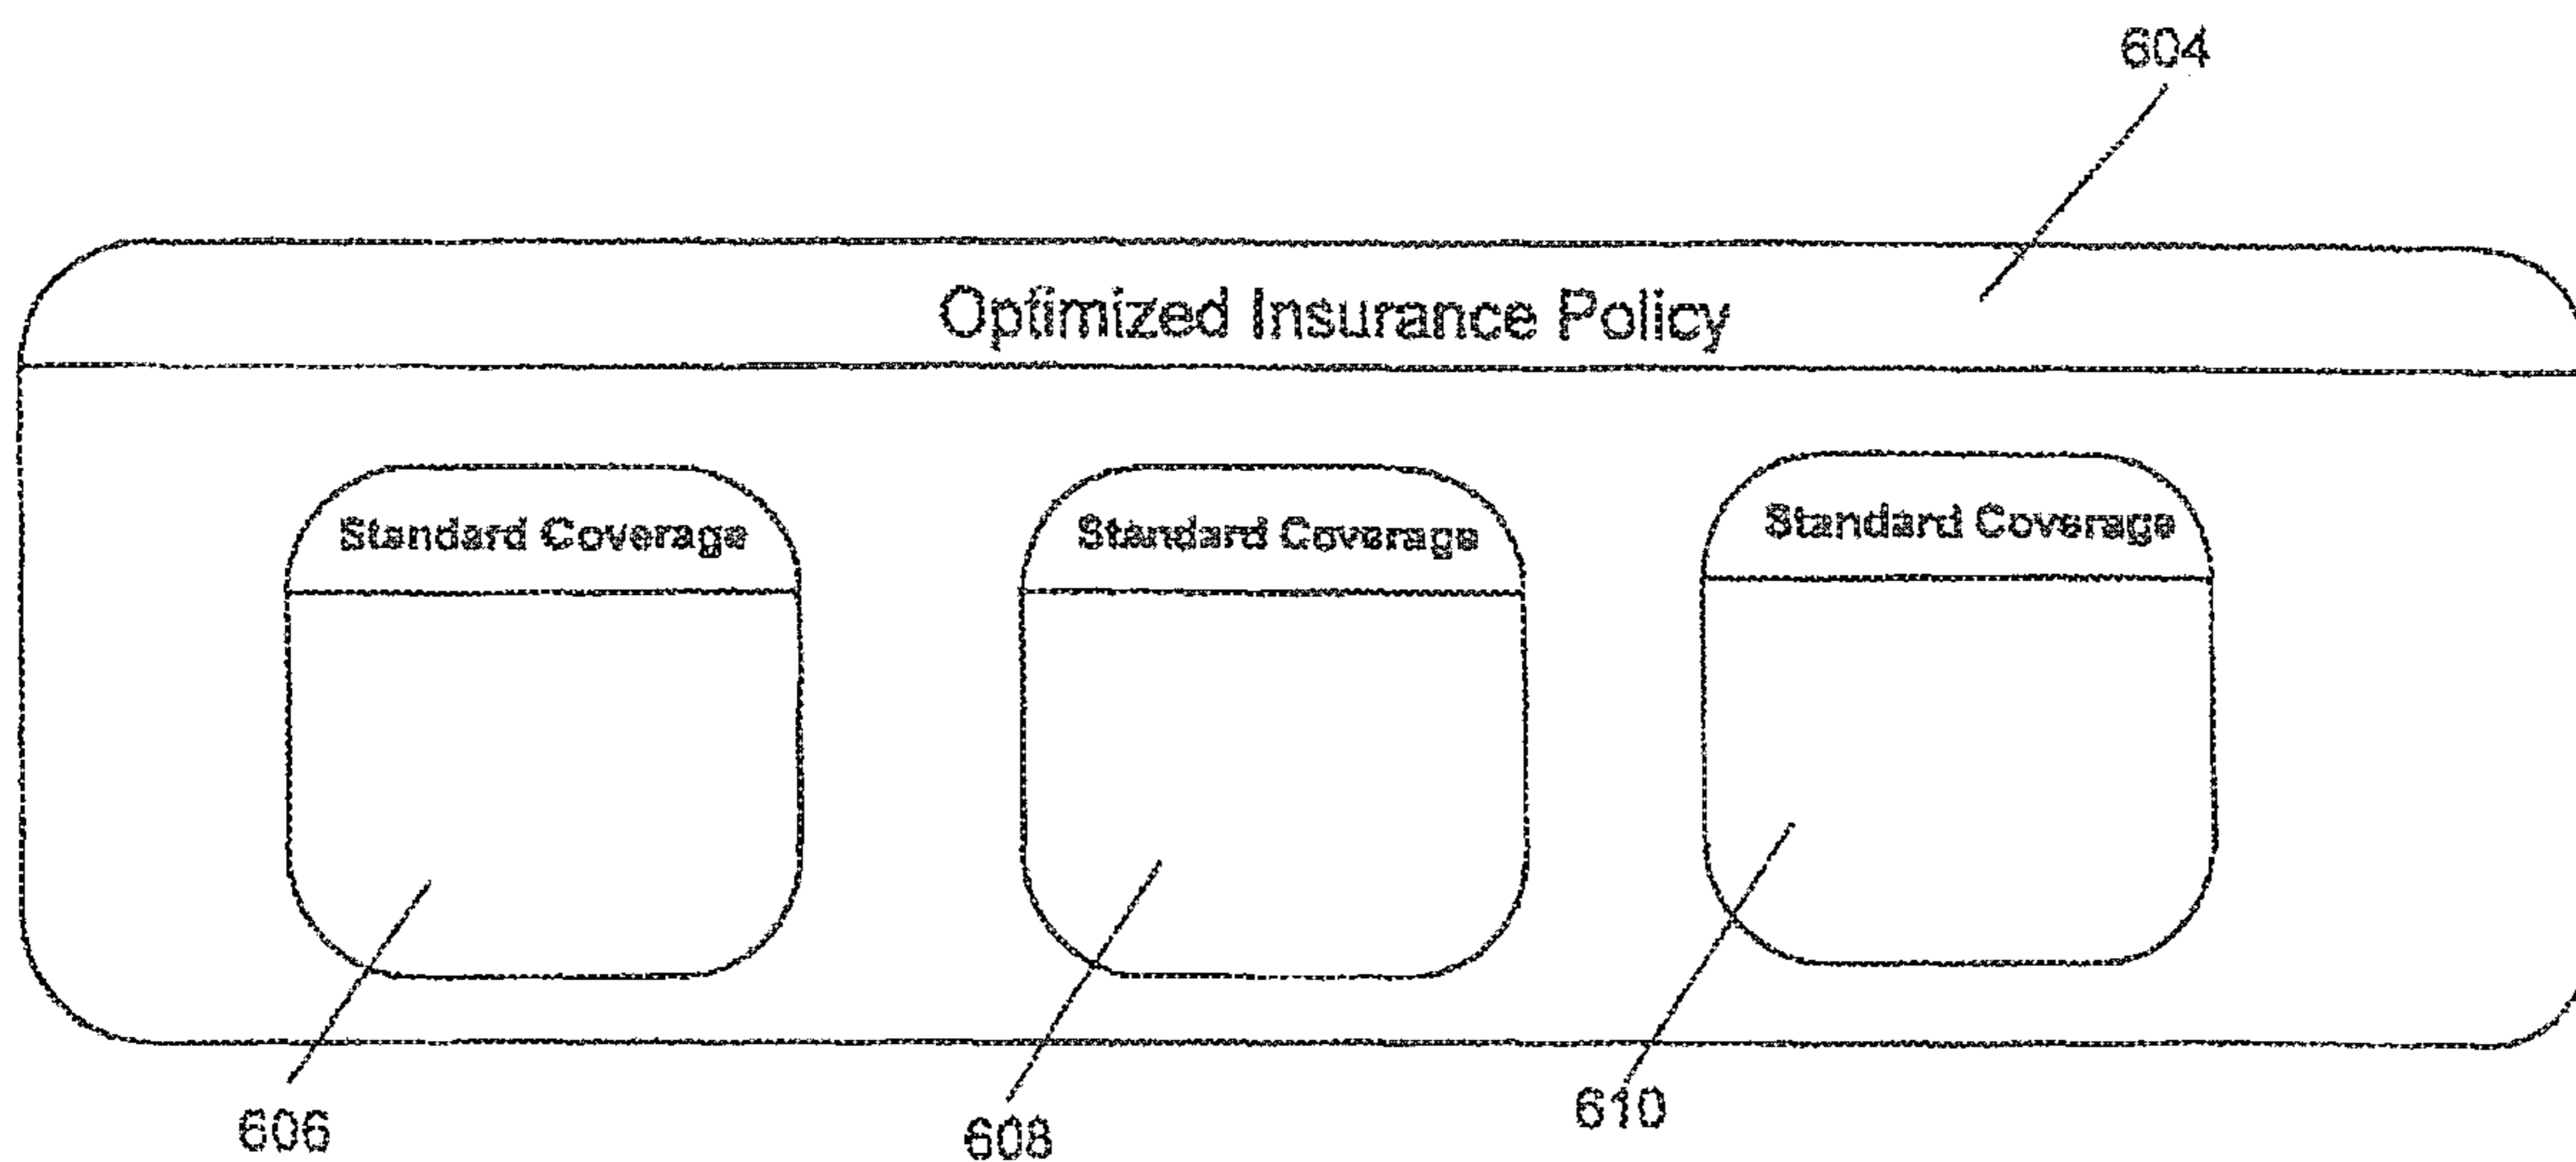 604
Optimized Insurance Policy
Standard Coverage
Standard Coverage
Standard Coverage
606
608
610